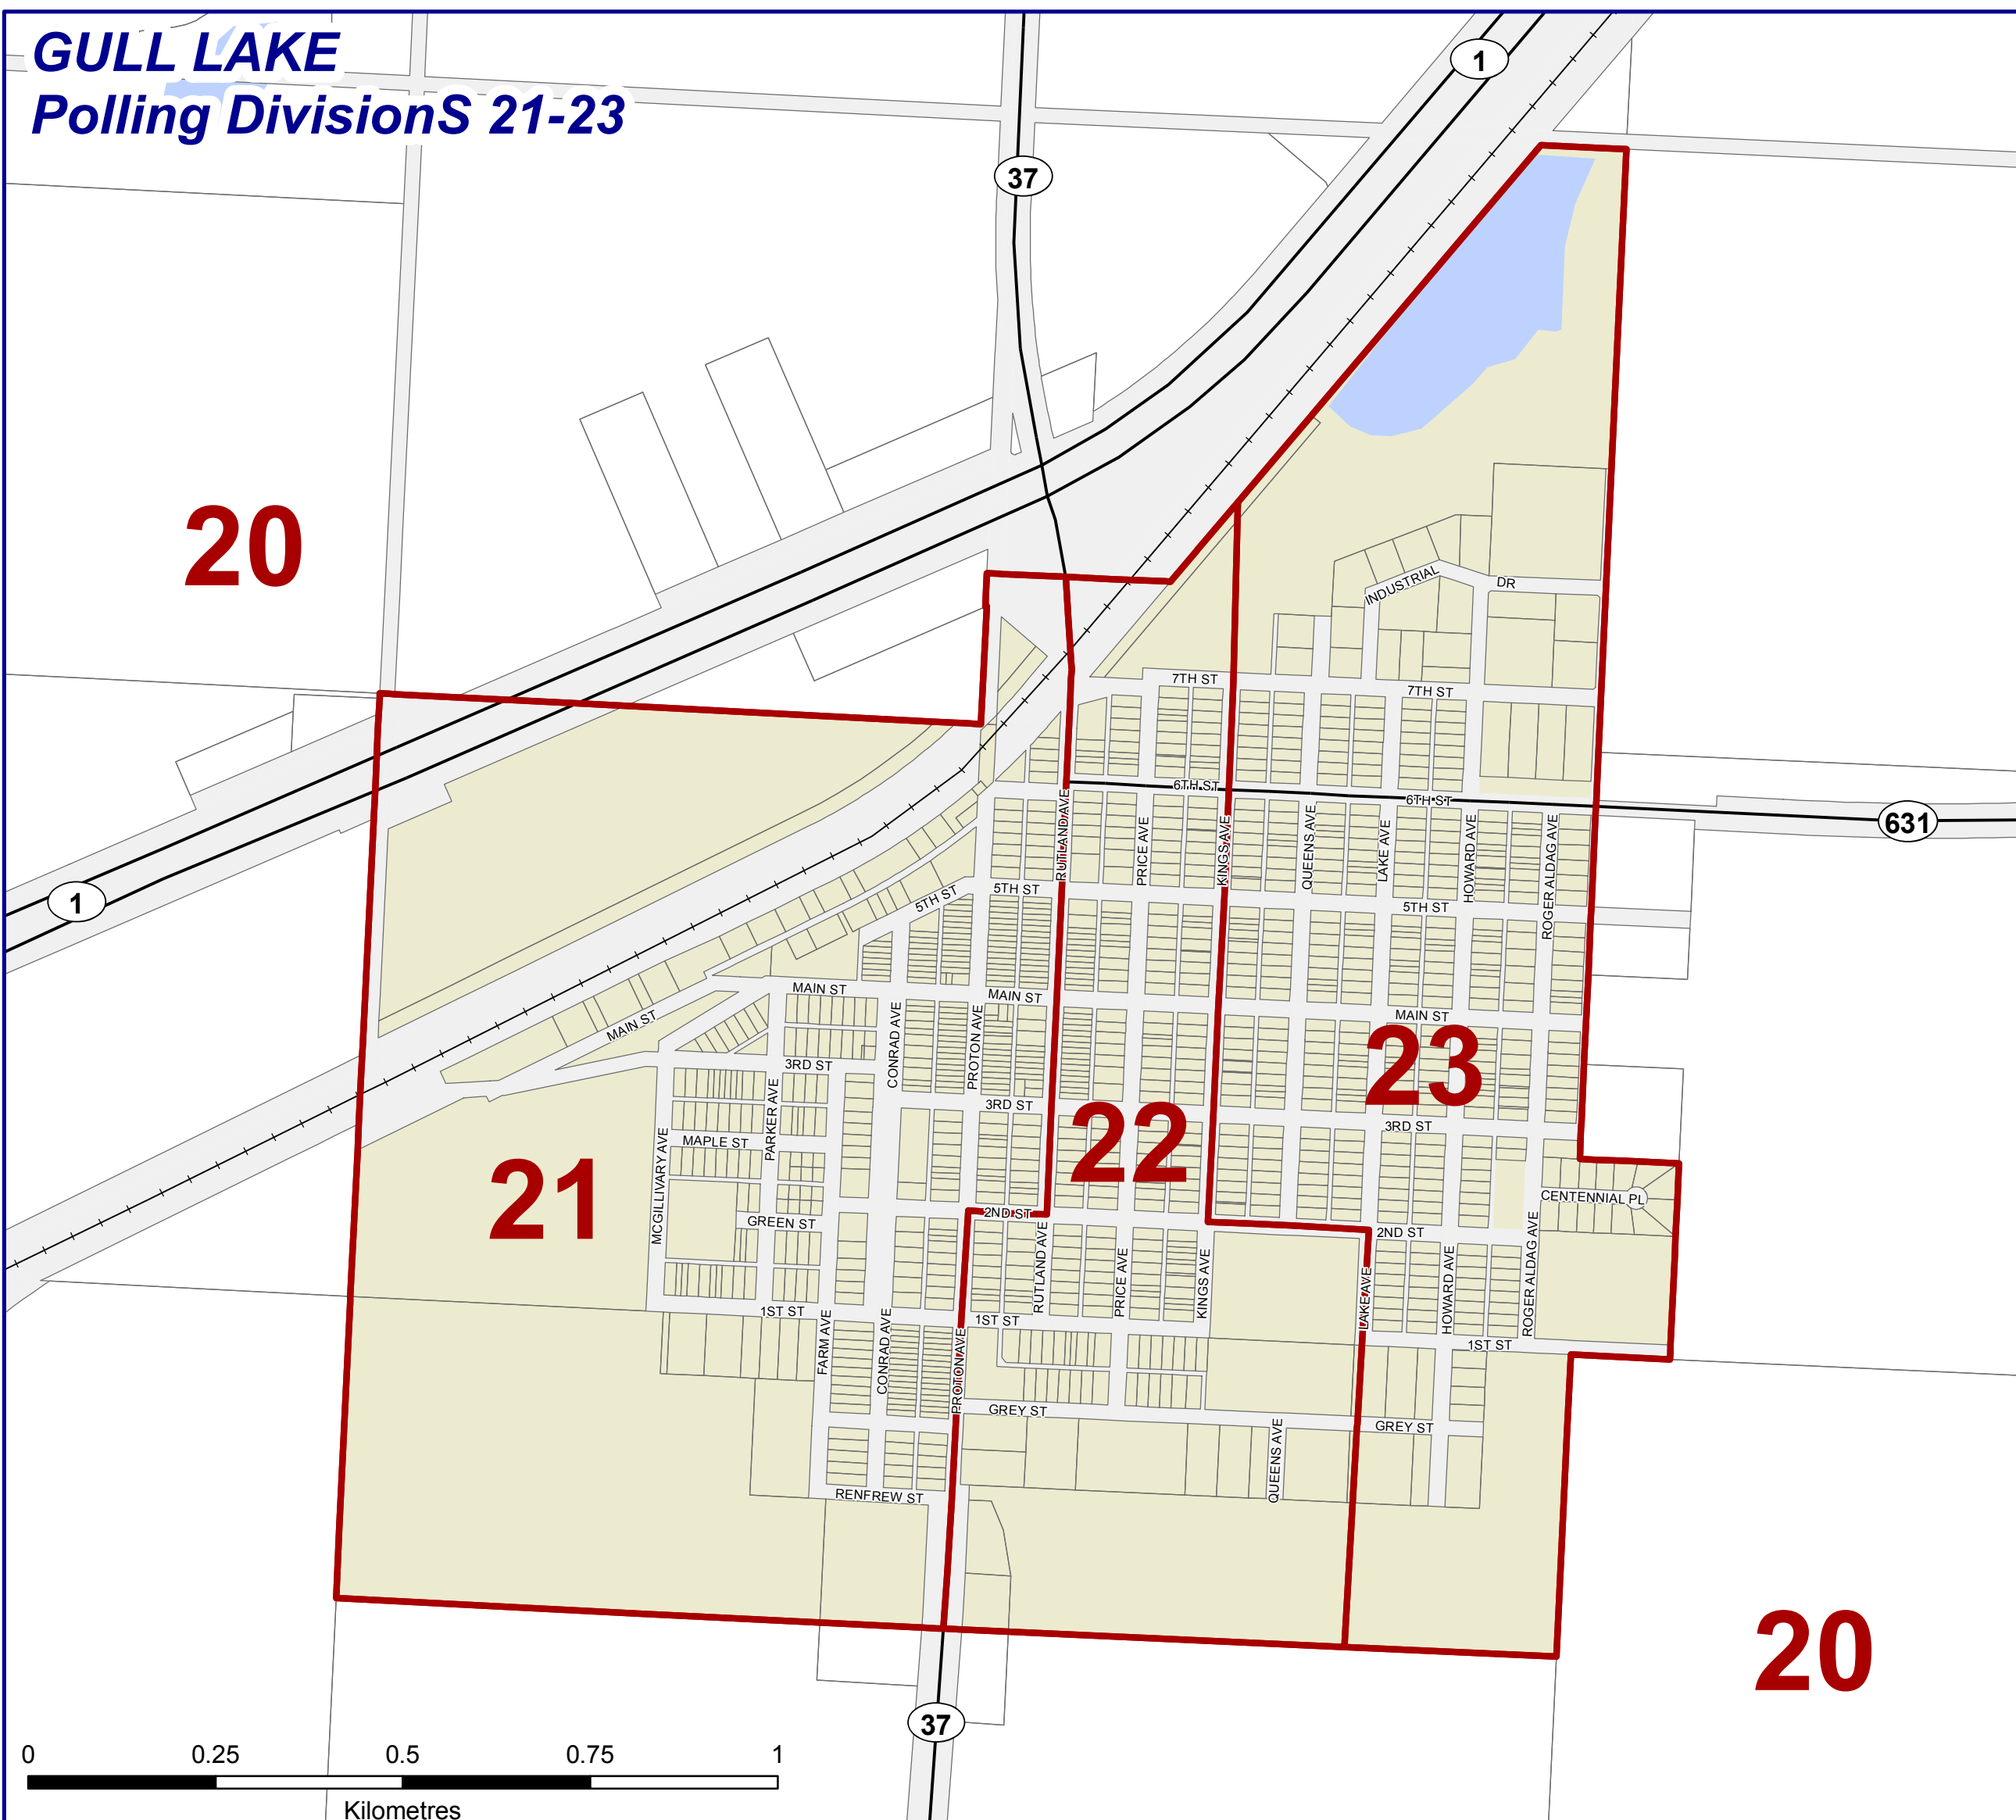 GULL LAKE
Polling DivisionS 21-23
1
37
20
INDUSTRIAL
DR
7TH ST
7TH ST
6TH ST
6TH ST
631
RUTLAND AVE
PRICE AVE
KINGS AVE
QUEENS AVE
LAKE AVE
HOWARD AVE
ROGER ALDAG AVE
1
5TH ST
5TH ST
5TH ST
MAIN ST
MAIN ST
MAIN ST
MAIN ST
CONRAD AVE
PROTON AVE
23
3RD ST
3RD ST
3RD ST
PARKER AVE
22
MCGILLIVARY AVE
MAPLE ST
21
CENTENNIAL PL
GREEN ST
2ND ST
2ND ST
RUTLAND AVE
PRICE AVE
KINGS AVE
LAKE AVE
HOWARD AVE
ROGER ALDAG AVE
1ST ST
1ST ST
1ST ST
FARM AVE
CONRAD AVE
PROTON AVE
GREY ST
GREY ST
QUEENS AVE
RENFREW ST
20
37
0 0.25 0.5 0.75 1
Kilometres